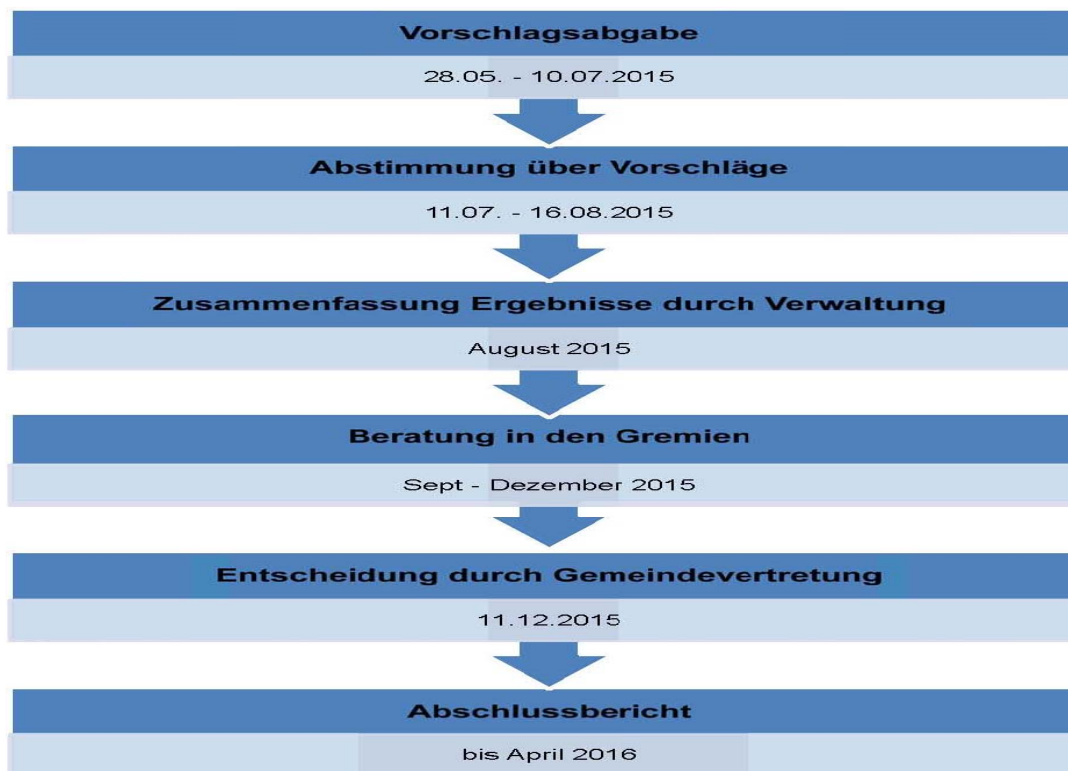 Vorschlagsabgabe
28.05. - 10.07.2015
Abstimmung über Vorschläge
11.07. - 16.08.2015
Zusammenfassung Ergebnisse durch Verwaltung
August 2015
Beratung in den Gremien
Sept - Dezember 2015
Entscheidung durch Gemeindevertretung
11.12.2015
Abschlussbericht
bis April 2016